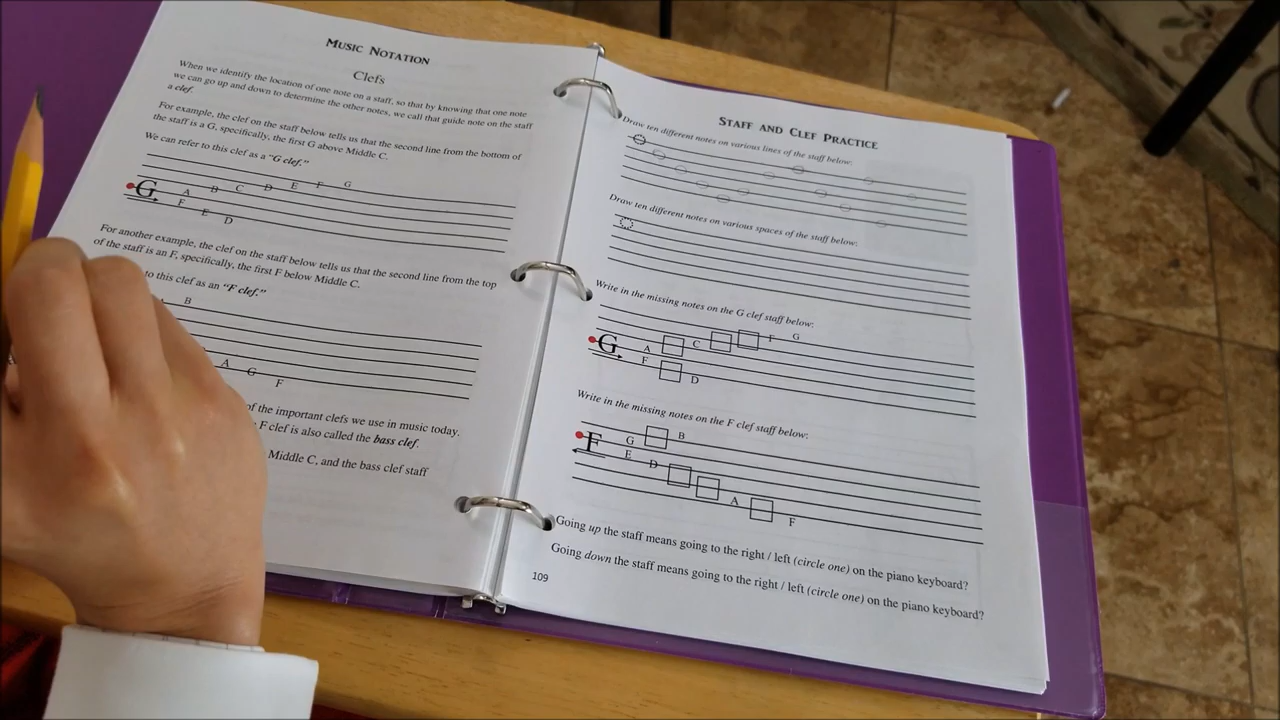 MUSIC NOTATION
Clefs
When we identify the location of one note on a staff, so that by knowing that one note
we can go up and down to determine the other notes, we call that guide note on the staff
a clef.
For example, the clef on the staff below tells us that the second line from the bottom of
the staff is a G, specifically, the first G above Middle C.
We can refer to this clef as a "G clef."
G F A E B D C D E F G
For another example, the clef on the staff below tells us that the second line from the top
of the staff is an F, specifically, the first F below Middle C.
to this clef as an "F clef."
B
A G F
of the important clefs we use in music today.
F clef is also called the bass clef.
Middle C, and the bass clef staff
STAFF AND CLEF PRACTICE
Draw ten different notes on various lines of the staff below:
Draw ten different notes on various spaces of the staff below:
Write in the missing notes on the G clef staff below:
G A C F G
F D
Write in the missing notes on the F clef staff below:
F G B
E D A F
Going up the staff means going to the right / left (circle one) on the piano keyboard?
Going down the staff means going to the right / left (circle one) on the piano keyboard?
109